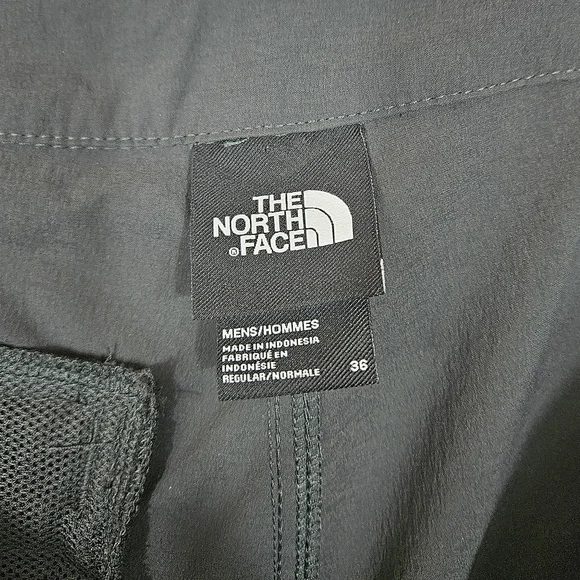 THE
NORTH
®FACE
MENS/HOMMES
MADE IN INDONESIA
FABRIQUÉ EN
INDONÉSIE
REGULAR/NORMALE
36